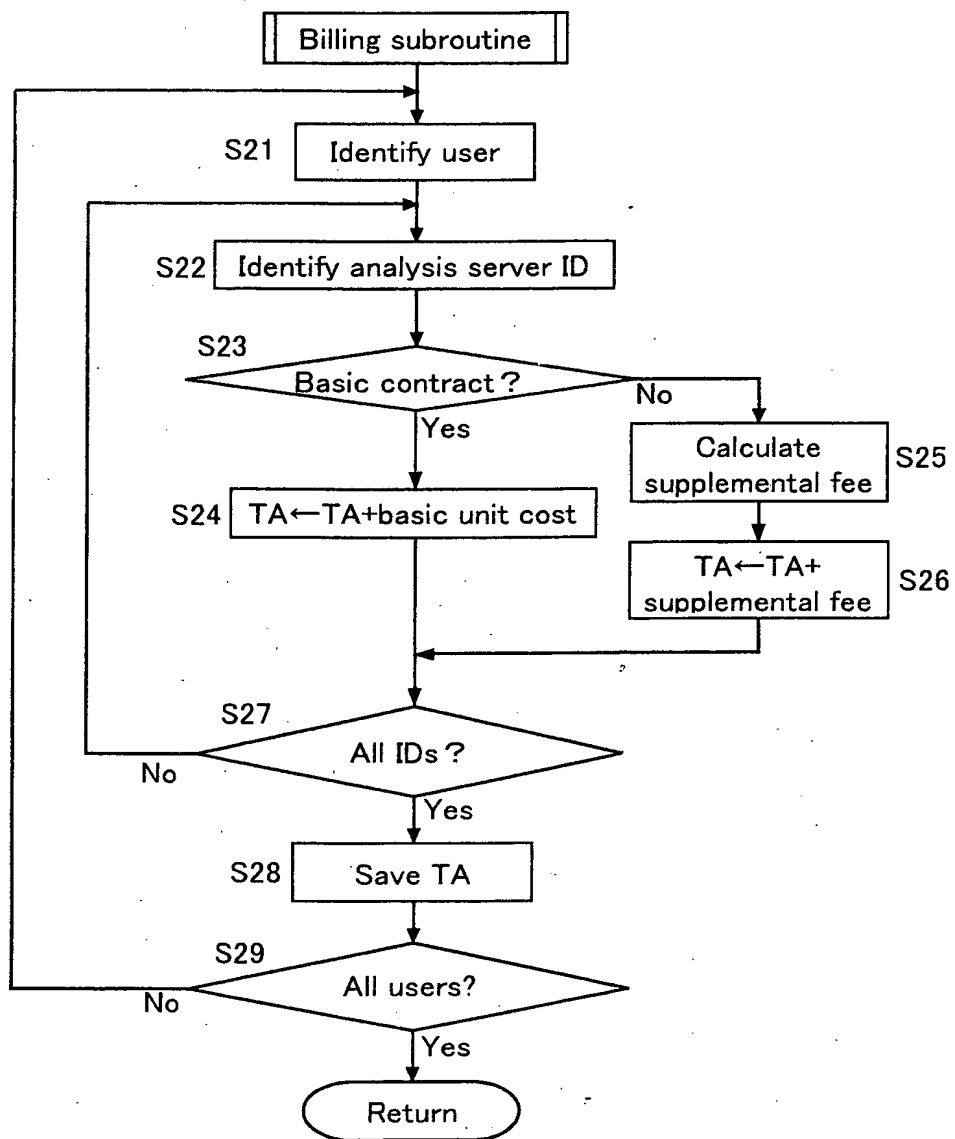 Billing subroutine
S21
Identify user
S22
Identify analysis server ID
S23
Basic contract?
No
Yes
Calculate
supplemental fee
S25
S24
TA←TA+basic unit cost
TA←TA+
supplemental fee
S26
S27
All IDs?
No
Yes
S28
Save TA
S29
All users?
No
Yes
Return